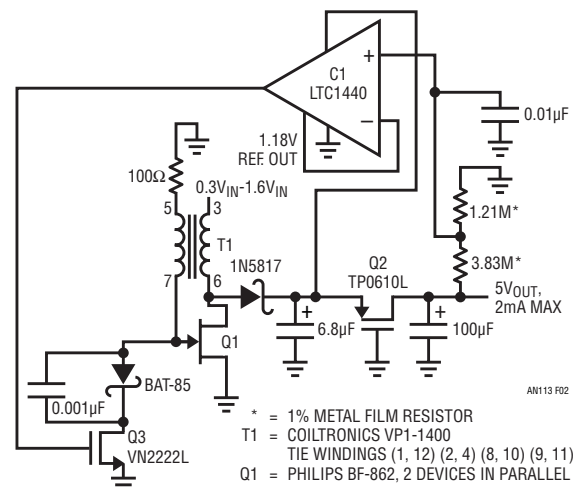 C1
LTC1440
+
–
1.18V
REF. OUT
0.01µF
100Ω
0.3VIN-1.6VIN
5
3
T1
7
6
1N5817
1.21M*
3.83M*
Q2
TP0610L
5VOUT,
2mA MAX
+
6.8µF
+
100µF
Q1
BAT-85
0.001µF
Q3
VN2222L
AN113 F02
* = 1% METAL FILM RESISTOR
T1 = COILTRONICS VP1-1400
TIE WINDINGS (1, 12) (2, 4) (8, 10) (9, 11)
Q1 = PHILIPS BF-862, 2 DEVICES IN PARALLEL